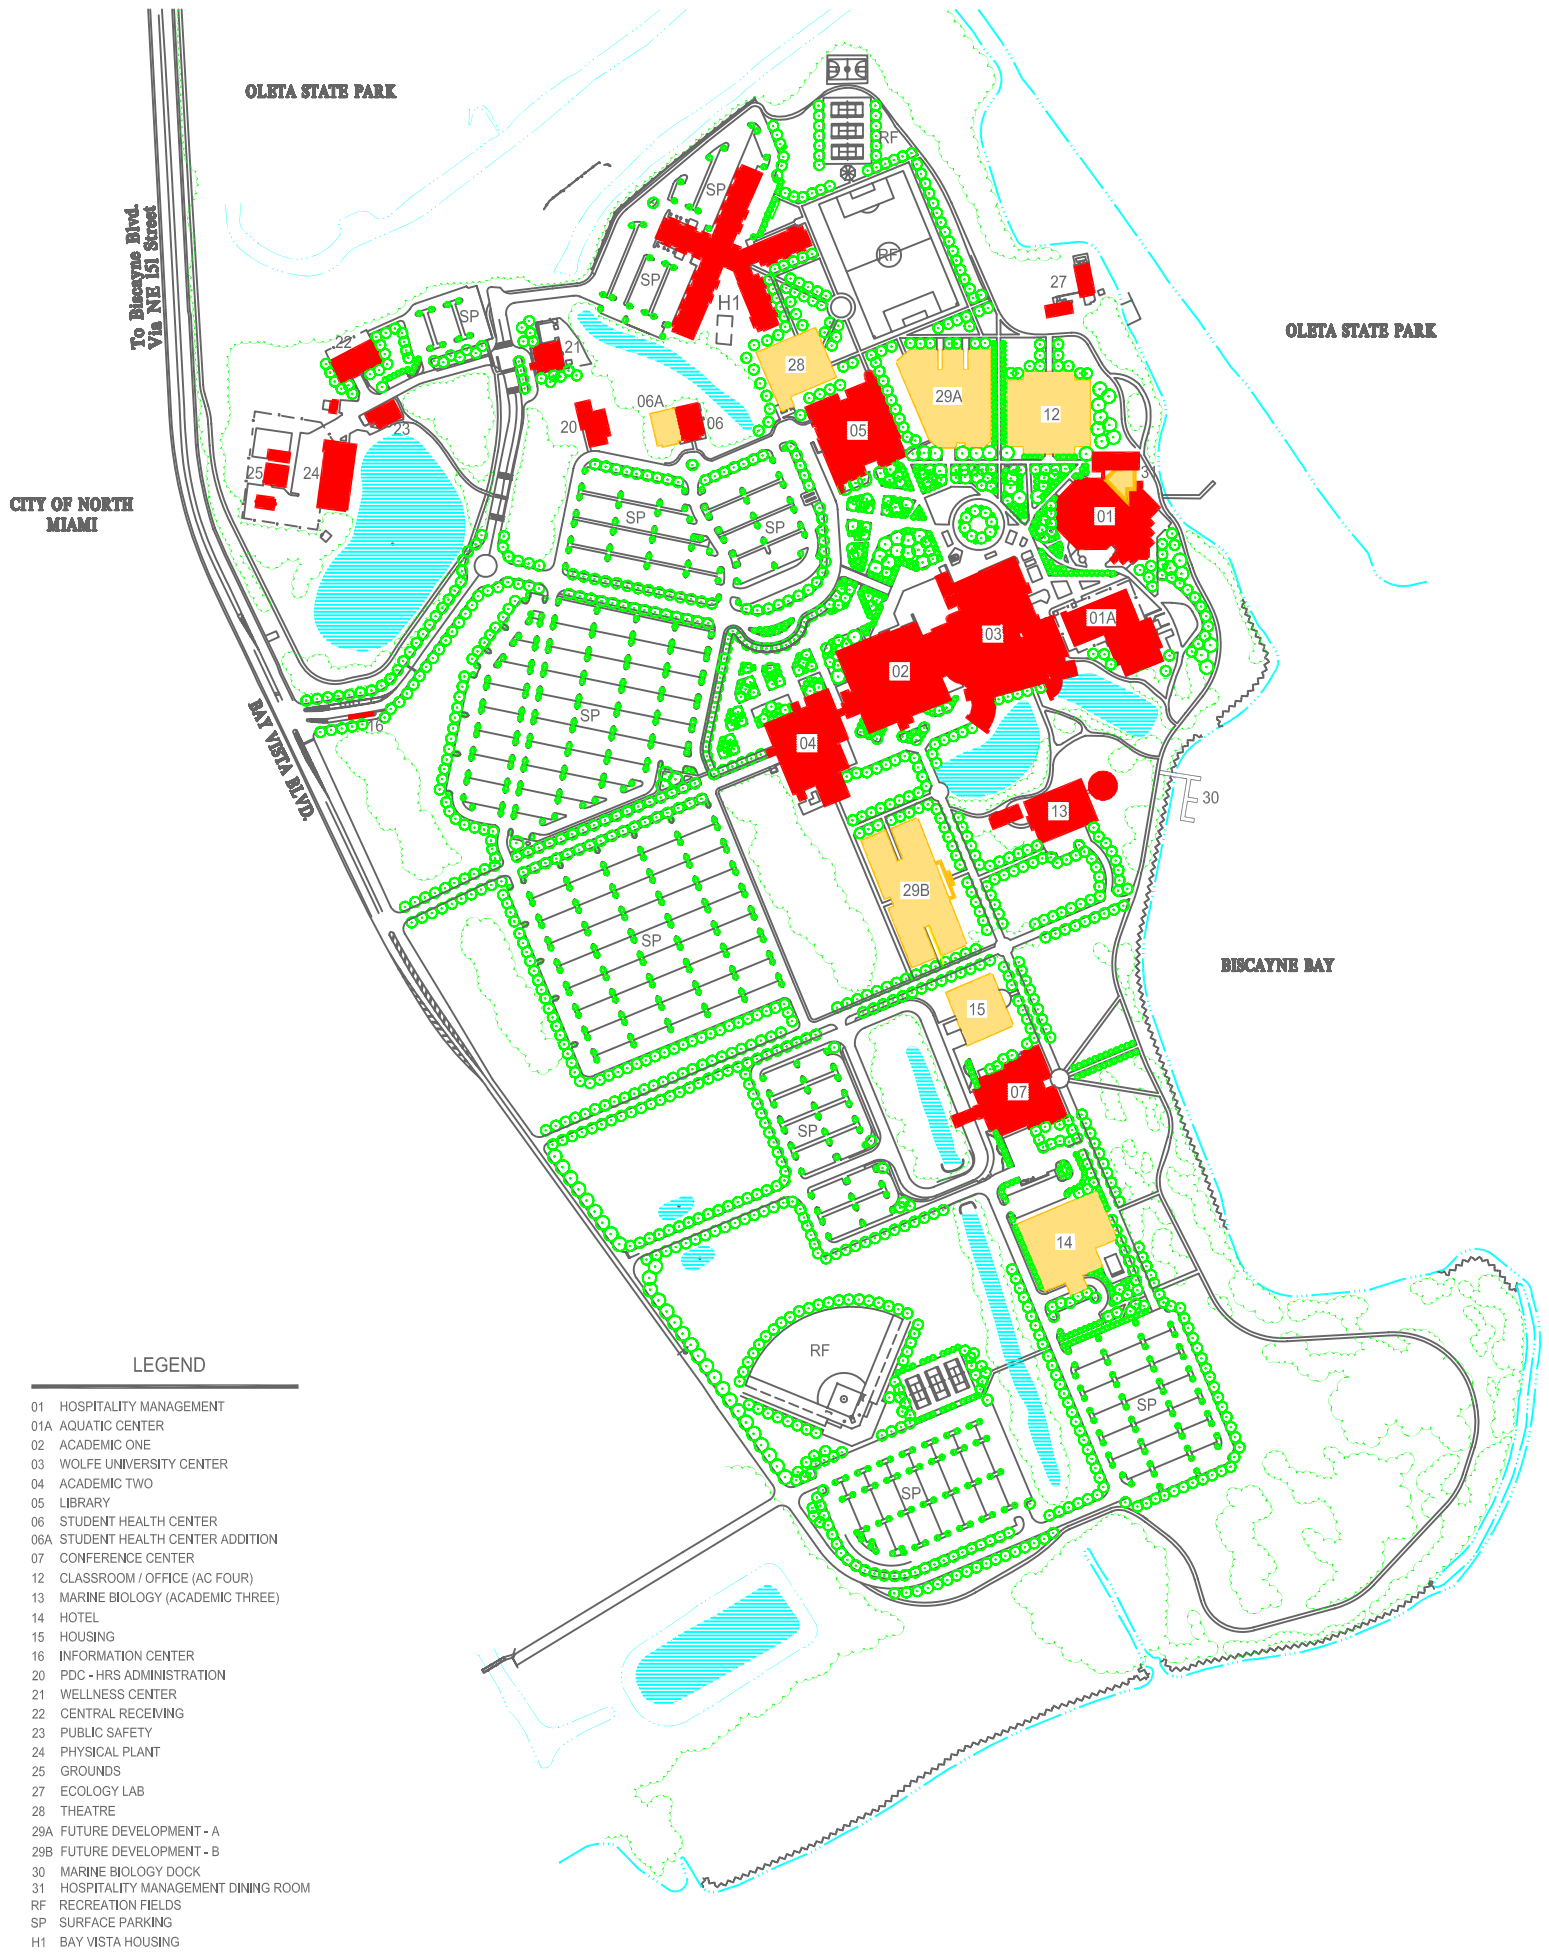 OLETA STATE PARK
RF
To Biscayne Blvd.
Via NE 151 Street
SP
RF
27
SP
H1
SP
OLETA STATE PARK
22
21
28
29A
06A
12
23
20
06
05
25
24
3
CITY OF NORTH
MIAMI
SP
SP
01
01A
03
02
BAY VISTA BLVD.
16
SP
04
30
13
29B
SP
BISCAYNE BAY
15
07
SP
14
RF
SP
SP
LEGEND
01 HOSPITALITY MANAGEMENT
01A AQUATIC CENTER
02 ACADEMIC ONE
03 WOLFE UNIVERSITY CENTER
04 ACADEMIC TWO
05 LIBRARY
06 STUDENT HEALTH CENTER
06A STUDENT HEALTH CENTER ADDITION
07 CONFERENCE CENTER
12 CLASSROOM / OFFICE (AC FOUR)
13 MARINE BIOLOGY (ACADEMIC THREE)
14 HOTEL
15 HOUSING
16 INFORMATION CENTER
20 PDC - HRS ADMINISTRATION
21 WELLNESS CENTER
22 CENTRAL RECEIVING
23 PUBLIC SAFETY
24 PHYSICAL PLANT
25 GROUNDS
27 ECOLOGY LAB
28 THEATRE
29A FUTURE DEVELOPMENT - A
29B FUTURE DEVELOPMENT - B
30 MARINE BIOLOGY DOCK
31 HOSPITALITY MANAGEMENT DINING ROOM
RF RECREATION FIELDS
SP SURFACE PARKING
H1 BAY VISTA HOUSING